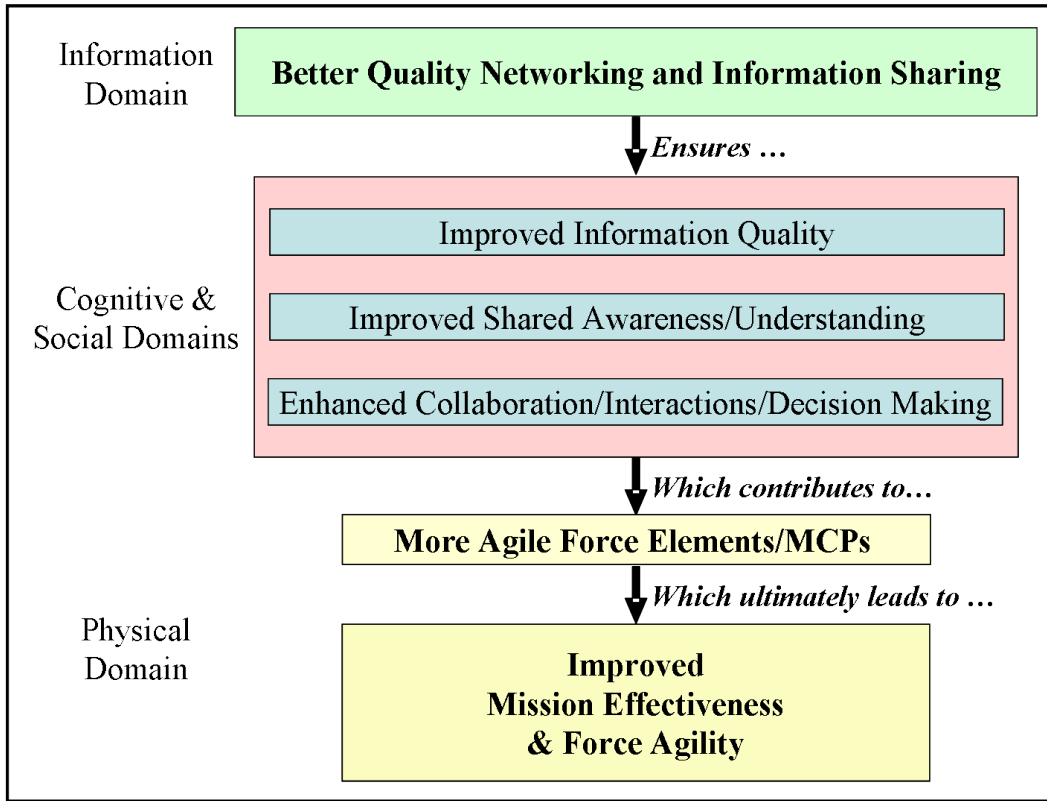 Information
Domain
Better Quality Networking and Information Sharing
Ensures …
Cognitive &
Social Domains
Improved Information Quality
Improved Shared Awareness/Understanding
Enhanced Collaboration/Interactions/Decision Making
Which contributes to…
More Agile Force Elements/MCPs
Which ultimately leads to …
Physical
Domain
Improved
Mission Effectiveness
& Force Agility